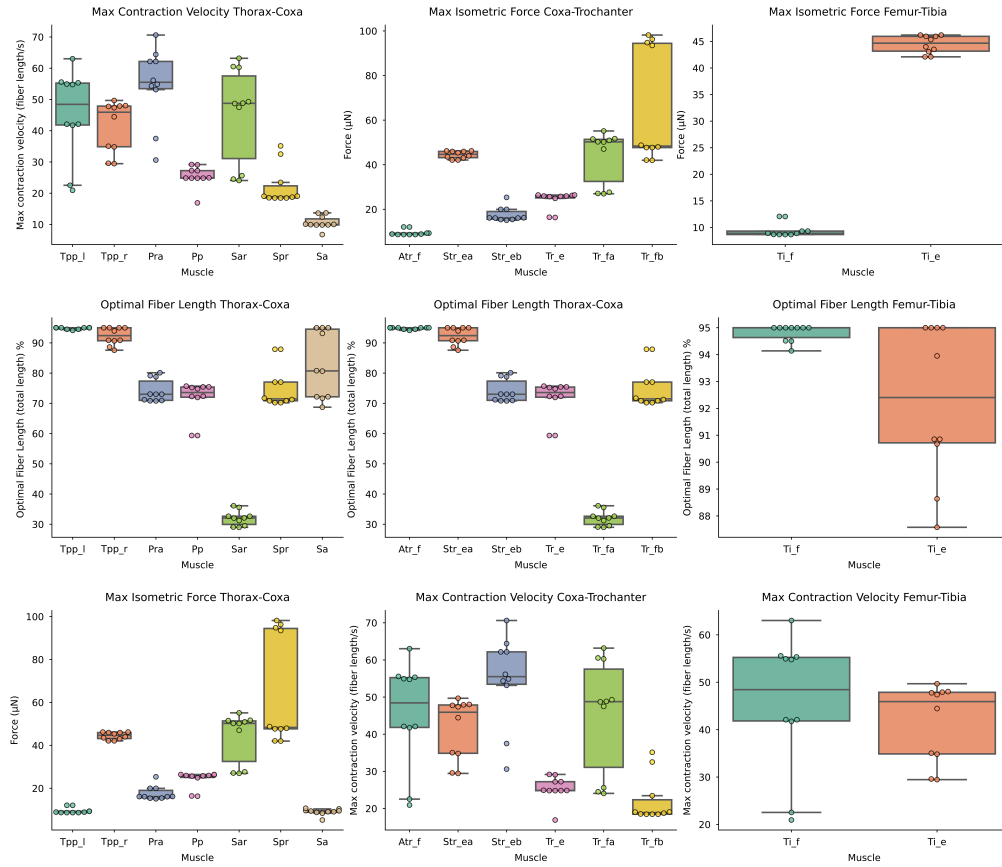 Max Contraction Velocity Thorax-Coxa
Max contraction velocity (fiber length/s)
70
60
50
40
30
20
10
Tpp_l Tpp_r Pra Pp Sar Spr Sa
Muscle
Max Isometric Force Coxa-Trochanter
Force (μN)
100
80
60
40
20
Atr_f Str_ea Str_eb Tr_e Tr_fa Tr_fb
Muscle
Max Isometric Force Femur-Tibia
Force (μN)
45
40
35
30
25
20
15
10
Ti_f Ti_e
Muscle
Optimal Fiber Length Thorax-Coxa
Optimal Fiber Length (total length) %
90
80
70
60
50
40
30
Tpp_l Tpp_r Pra Pp Sar Spr Sa
Muscle
Optimal Fiber Length Thorax-Coxa
Optimal Fiber Length (total length) %
90
80
70
60
50
40
30
Atr_f Str_ea Str_eb Tr_e Tr_fa Tr_fb
Muscle
Optimal Fiber Length Femur-Tibia
Optimal Fiber Length (total length) %
95
94
93
92
91
90
89
88
Ti_f Ti_e
Muscle
Max Isometric Force Thorax-Coxa
Force (μN)
100
80
60
40
20
Tpp_l Tpp_r Pra Pp Sar Spr Sa
Muscle
Max Contraction Velocity Coxa-Trochanter
Max contraction velocity (fiber length/s)
70
60
50
40
30
20
Atr_f Str_ea Str_eb Tr_e Tr_fa Tr_fb
Muscle
Max Contraction Velocity Femur-Tibia
Max contraction velocity (fiber length/s)
60
50
40
30
20
Ti_f Ti_e
Muscle